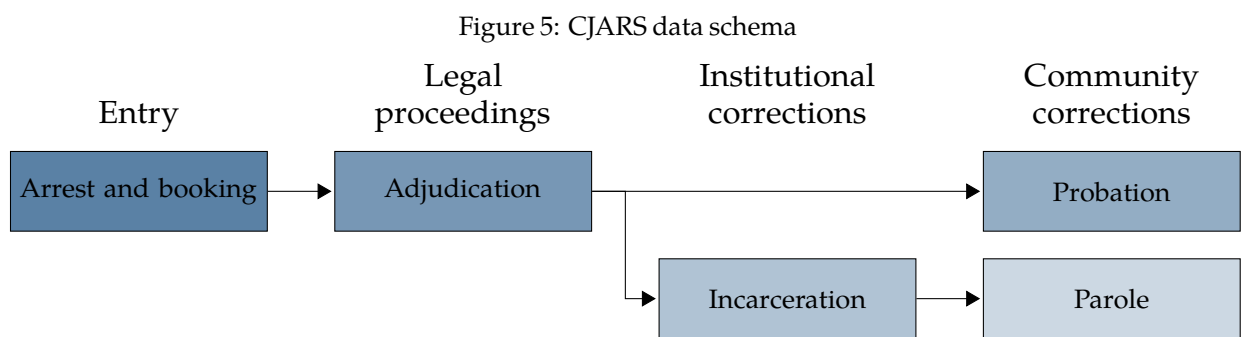 Figure 5: CJARS data schema
Entry
Legal
proceedings
Institutional
corrections
Community
corrections
Arrest and booking
Adjudication
Probation
Incarceration
Parole